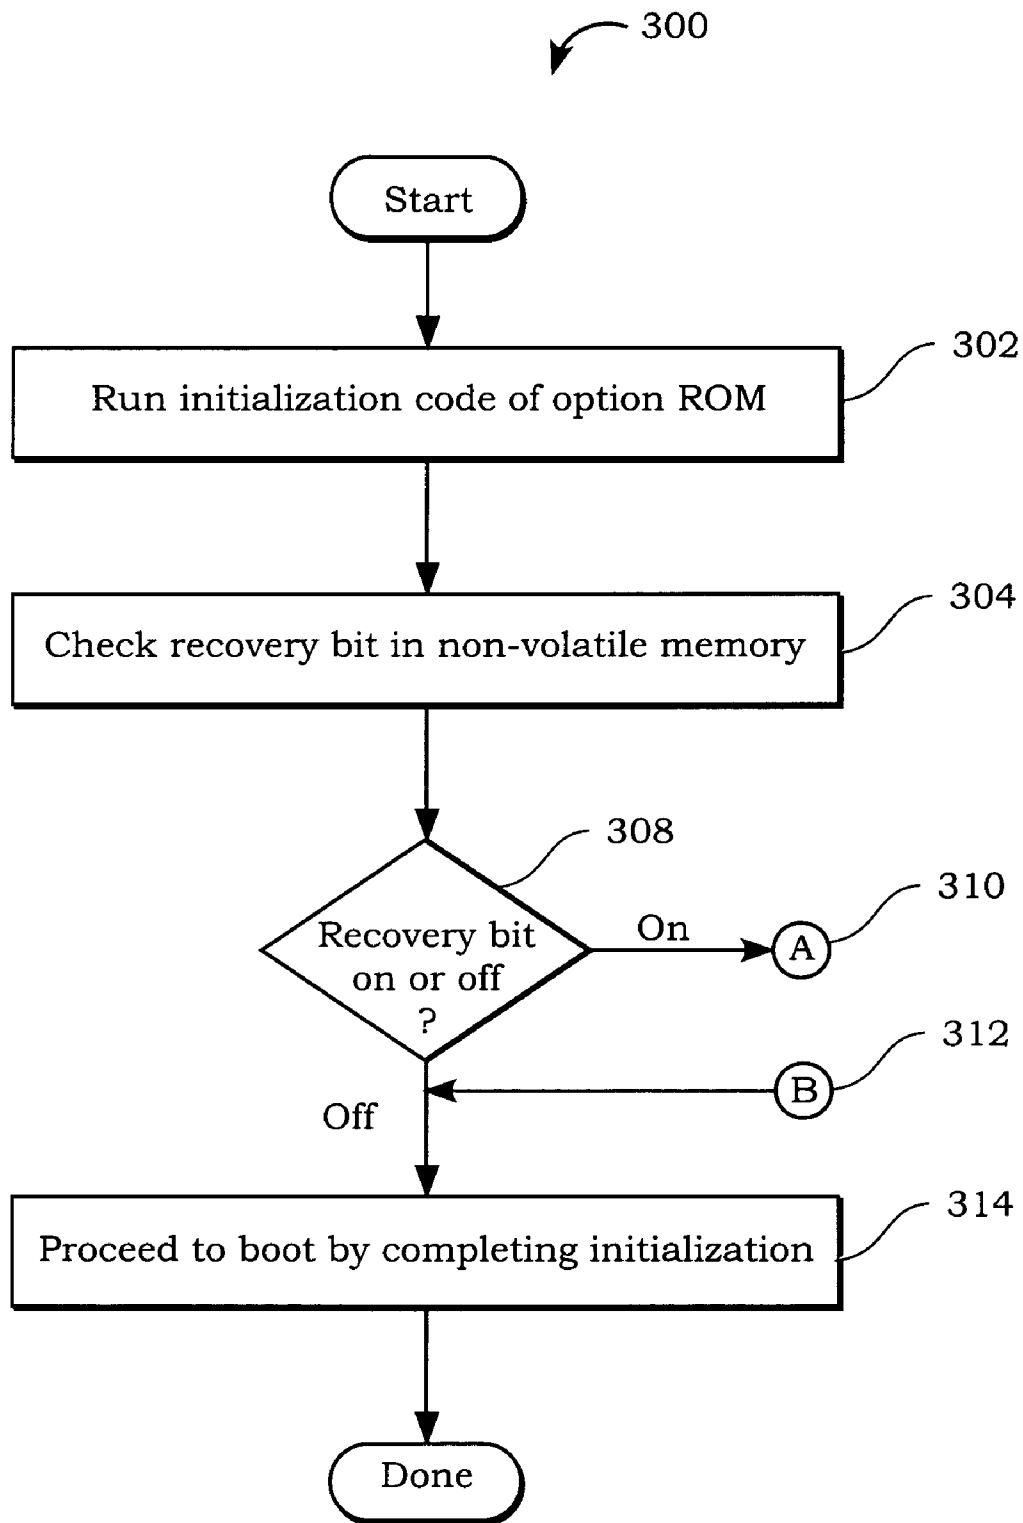 300
Start
302
Run initialization code of option ROM
304
Check recovery bit in non-volatile memory
308
310
Recovery bit
on or off
?
On
A
312
B
Off
314
Proceed to boot by completing initialization
Done